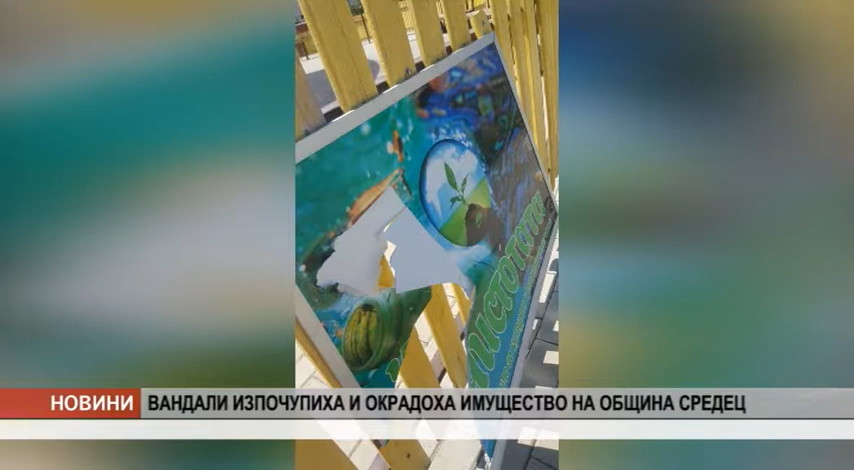 НОВИНИ
ВАНДАЛИ ИЗПОЧУПИХА И ОКРАДОХА ИМУЩЕСТВО НА ОБЩИНА СРЕДЕЦ